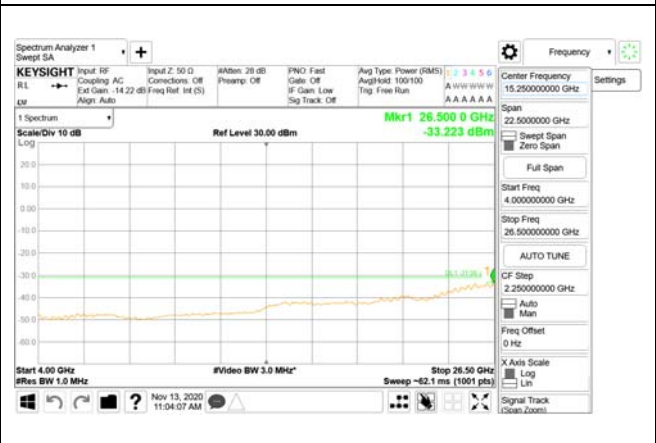 Spectrum Analyzer 1
Swept SA
+
Frequency
KEYSIGHT
Input: RF
Input Z: 50 Ω
#Atten: 28 dB
PNO: Fast
Avg Type: Power (RMS)
1 2 3 4 5 6
RL
Coupling: AC
Corrections: Off
Preamp: Off
Gate: Off
Avg|Hold: 100/100
A W W W W W
Ext Gain: -14.22 dB
Freq Ref: Int (S)
IF Gain: Low
Trig: Free Run
LXI
Align: Auto
Sig Track: Off
A A A A A A
Center Frequency
15.250000000 GHz
Settings
Span
22.5000000 GHz
Swept Span
Zero Span
Full Span
Start Freq
4.000000000 GHz
Stop Freq
26.500000000 GHz
AUTO TUNE
CF Step
2.250000000 GHz
Auto
Man
Freq Offset
0 Hz
X Axis Scale
Log
Lin
Signal Track
(Span Zoom)
1 Spectrum
Mkr1 26.500 0 GHz
Scale/Div 10 dB
Ref Level 30.00 dBm
-33.223 dBm
Log
20.0
10.0
0.00
-10.0
-20.0
-30.0
-40.0
-50.0
-60.0
1
Start 4.00 GHz
#Video BW 3.0 MHz*
Stop 26.50 GHz
#Res BW 1.0 MHz
Sweep ~62.1 ms (1001 pts)
?
Nov 13, 2020
11:04:07 AM